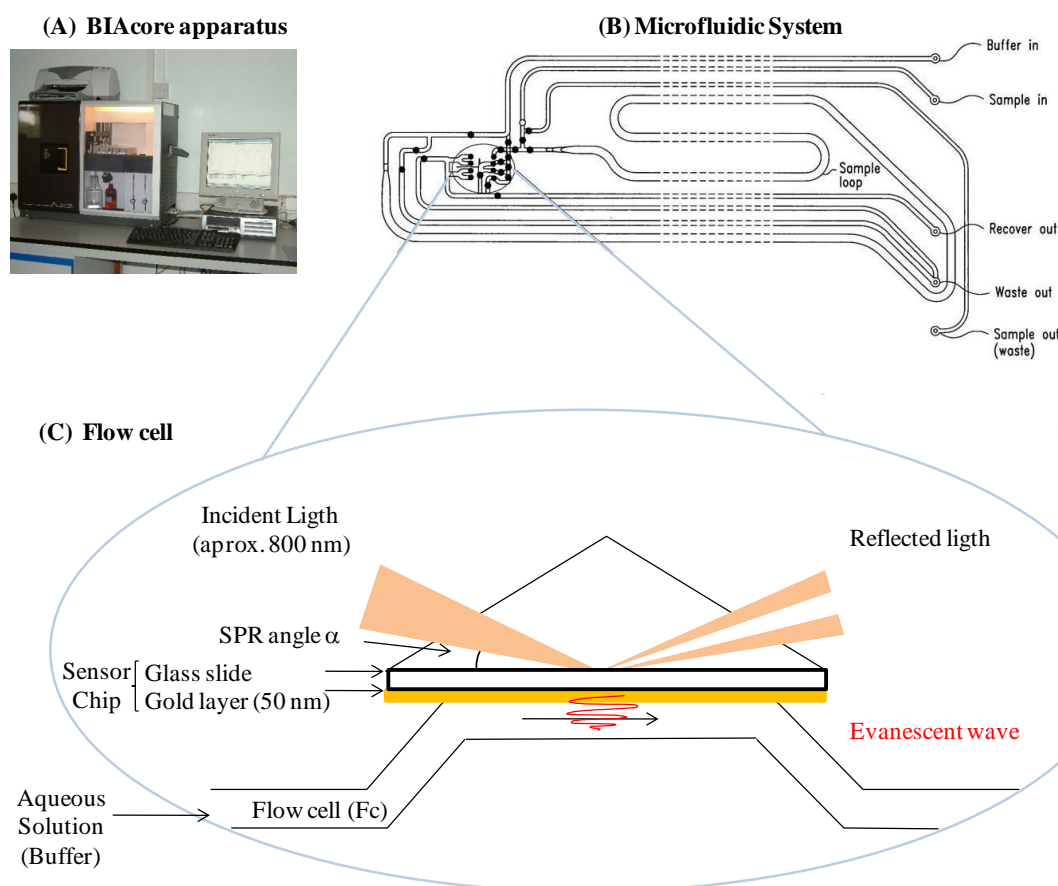 (A) BIAcore apparatus
(B) Microfluidic System
Buffer in
Sample in
Sample
loop
Recover out
Waste out
Sample out
(waste)
(C) Flow cell
Incident Ligth
(aprox. 800 nm)
Reflected ligth
SPR angle α
Sensor
Chip
Glass slide
Gold layer (50 nm)
Evanescent wave
Aqueous
Solution
(Buffer)
Flow cell (Fc)